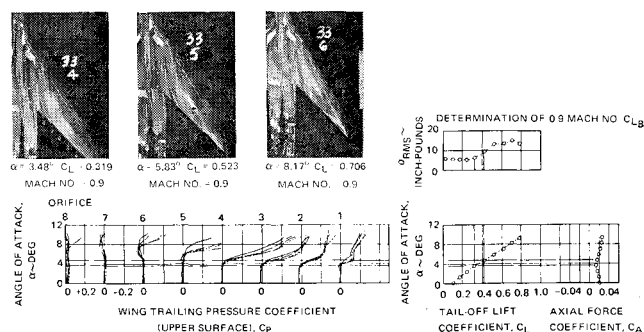 33
4
33
5
33
6
α = 3.48° C_L = 0.319
MACH NO. = 0.9
α = 5.83° C_L = 0.523
MACH NO. = 0.9
α = 8.17° C_L = 0.706
MACH NO. 0.9
DETERMINATION OF 0.9 MACH NO C_LB
σRMS ~
INCH-POUNDS
20
10
0
ORIFICE
8 7 6 5 4 3 2 1
ANGLE OF ATTACK,
α ~ DEG
12
8
4
0
0 +0.2 0 -0.2 0 0 0 0 0 0
WING TRAILING PRESSURE COEFFICIENT
(UPPER SURFACE), Cp
ANGLE OF ATTACK,
α ~ DEG
12
8
4
0
0 0.2 0.4 0.8 1.0
TAIL-OFF LIFT
COEFFICIENT, C_L
-0.04 0 0.04
AXIAL FORCE
COEFFICIENT, C_A